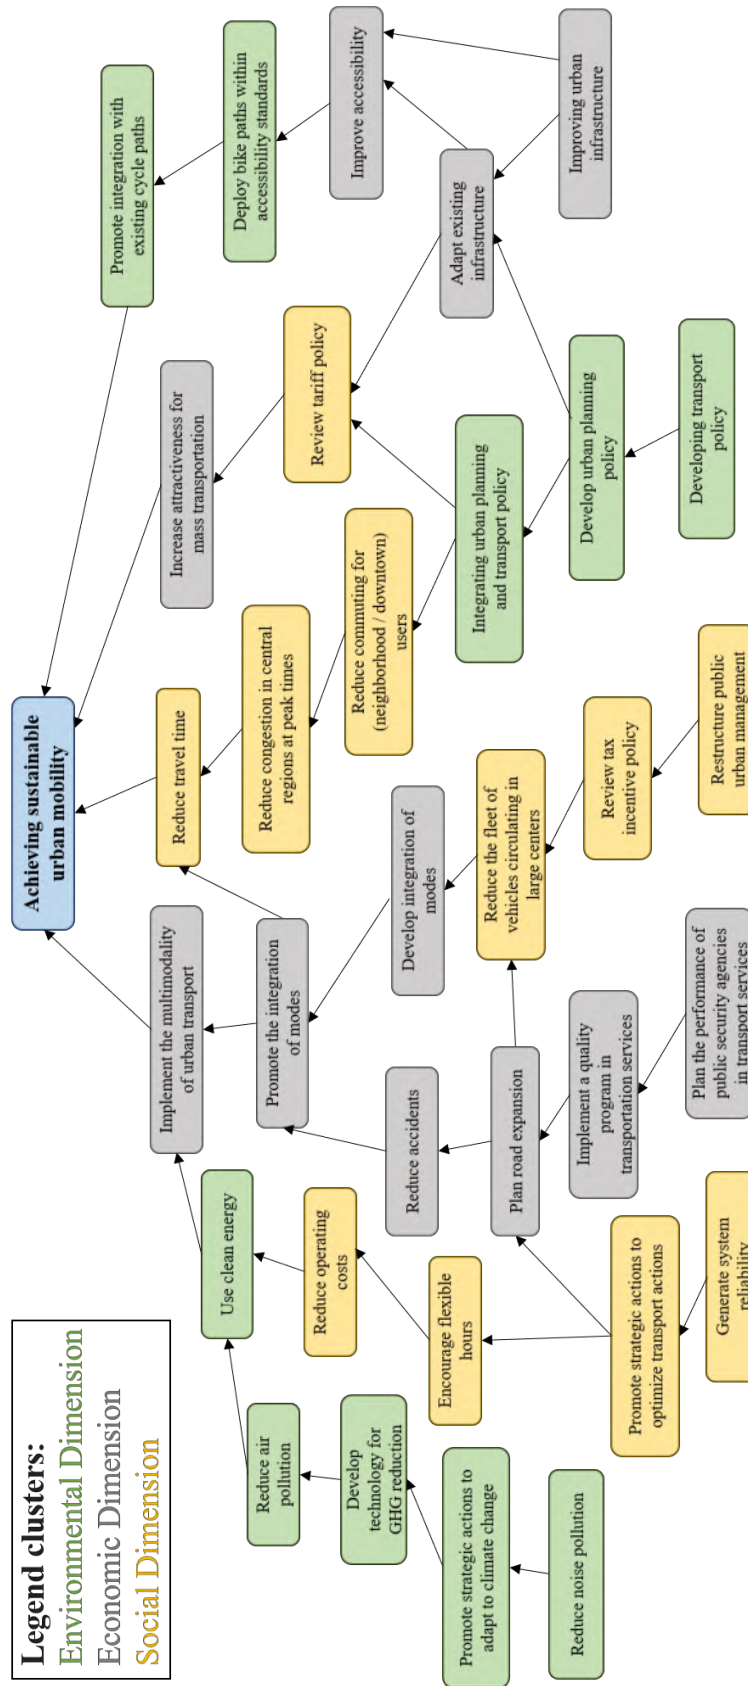 Legend clusters:
Environmental Dimension
Economic Dimension
Social Dimension
Achieving sustainable
urban mobility
Implement the multimodality
of urban transport
Reduce travel time
Increase attractiveness for
mass transportation
Promote integration with
existing cycle paths
Use clean energy
Promote the integration
of modes
Reduce congestion in central
regions at peak times
Review tariff policy
Deploy bike paths within
accessibility standards
Reduce air
pollution
Reduce operating
costs
Reduce accidents
Develop integration of
modes
Reduce commuting for
(neighborhood / downtown)
users
Improve accessibility
Develop
technology for
GHG reduction
Encourage flexible
hours
Plan road expansion
Reduce the fleet of
vehicles circulating in
large centers
Integrating urban planning
and transport policy
Adapt existing
infrastructure
Promote strategic actions to
adapt to climate change
Promote strategic actions to
optimize transport actions
Implement a quality
program in
transportation services
Review tax
incentive policy
Develop urban planning
policy
Improving urban
infrastructure
Reduce noise pollution
Generate system
reliability
Plan the performance of
public security agencies
in transport services
Restructure public
urban management
Developing transport
policy